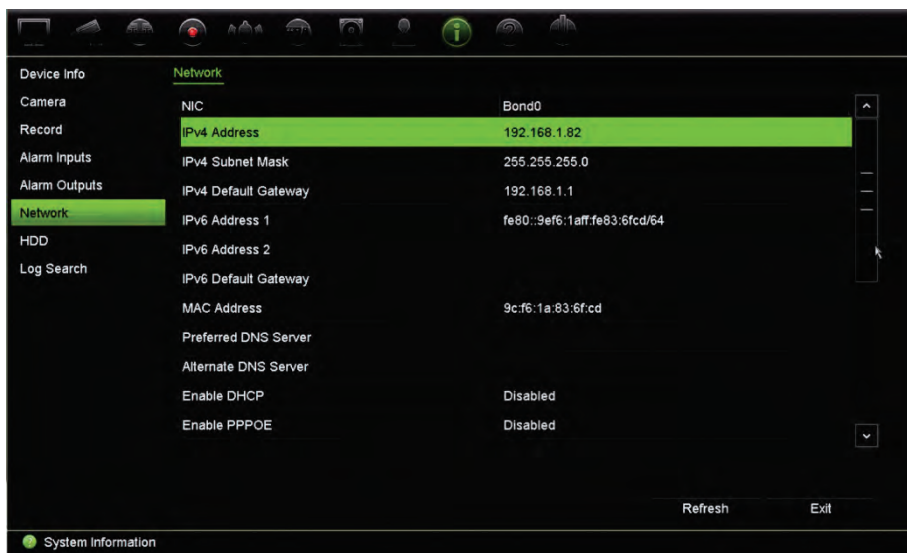 Device Info
Camera
Record
Alarm Inputs
Alarm Outputs
Network
HDD
Log Search
Network
NIC Bond0
IPv4 Address 192.168.1.82
IPv4 Subnet Mask 255.255.255.0
IPv4 Default Gateway 192.168.1.1
IPv6 Address 1 fe80::9ef6:1aff:fe83:6fcd/64
IPv6 Address 2
IPv6 Default Gateway
MAC Address 9c:f6:1a:83:6f:cd
Preferred DNS Server
Alternate DNS Server
Enable DHCP Disabled
Enable PPPOE Disabled
Refresh Exit
System Information